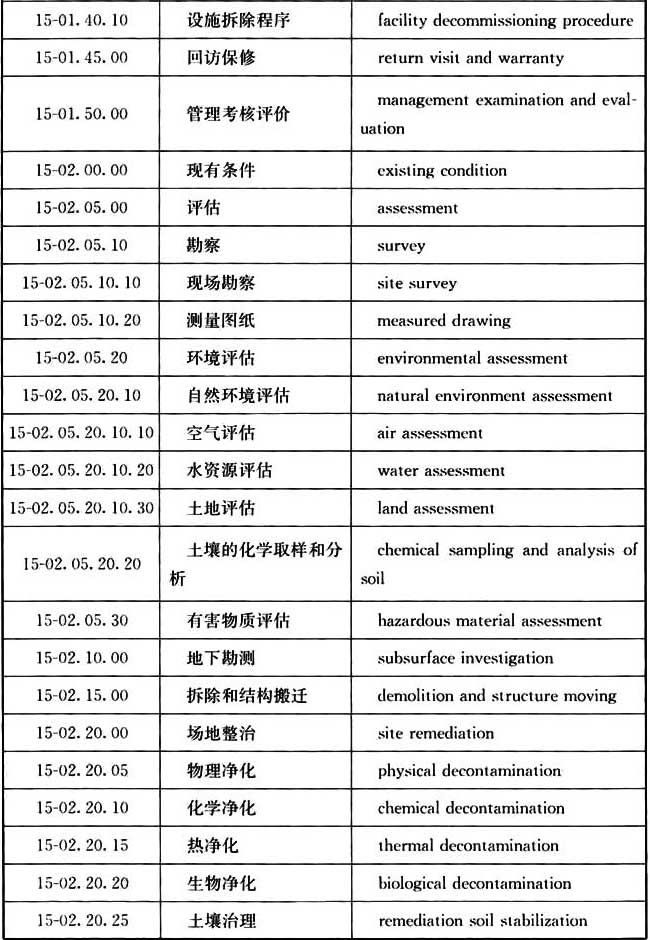 15-01.40.10 设施拆除程序 facility decommissioning procedure
15-01.45.00 回访保修 return visit and warranty
15-01.50.00 管理考核评价 management examination and eval-
uation
15-02.00.00 现有条件 existing condition
15-02.05.00 评估 assessment
15-02.05.10 勘察 survey
15-02.05.10.10 现场勘察 site survey
15-02.05.10.20 测量图纸 measured drawing
15-02.05.20 环境评估 environmental assessment
15-02.05.20.10 自然环境评估 natural environment assessment
15-02.05.20.10.10 空气评估 air assessment
15-02.05.20.10.20 水资源评估 water assessment
15-02.05.20.10.30 土地评估 land assessment
15-02.05.20.20 土壤的化学取样和分 chemical sampling and analysis of
析 soil
15-02.05.30 有害物质评估 hazardous material assessment
15-02.10.00 地下勘测 subsurface investigation
15-02.15.00 拆除和结构搬迁 demolition and structure moving
15-02.20.00 场地整治 site remediation
15-02.20.05 物理净化 physical decontamination
15-02.20.10 化学净化 chemical decontamination
15-02.20.15 热净化 thermal decontamination
15-02.20.20 生物净化 biological decontamination
15-02.20.25 土壤治理 remediation soil stabilization